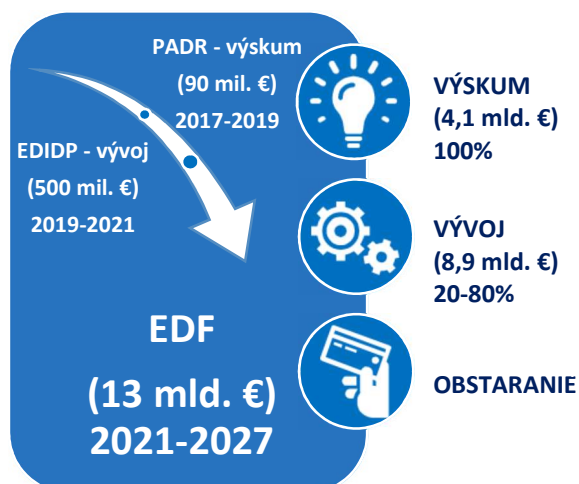 PADR - výskum
(90 mil. €)
2017-2019
EDIDP - vývoj
(500 mil. €)
2019-2021
EDF
(13 mld. €)
2021-2027
VÝSKUM
(4,1 mld. €)
100%
VÝVOJ
(8,9 mld. €)
20-80%
OBSTARANIE